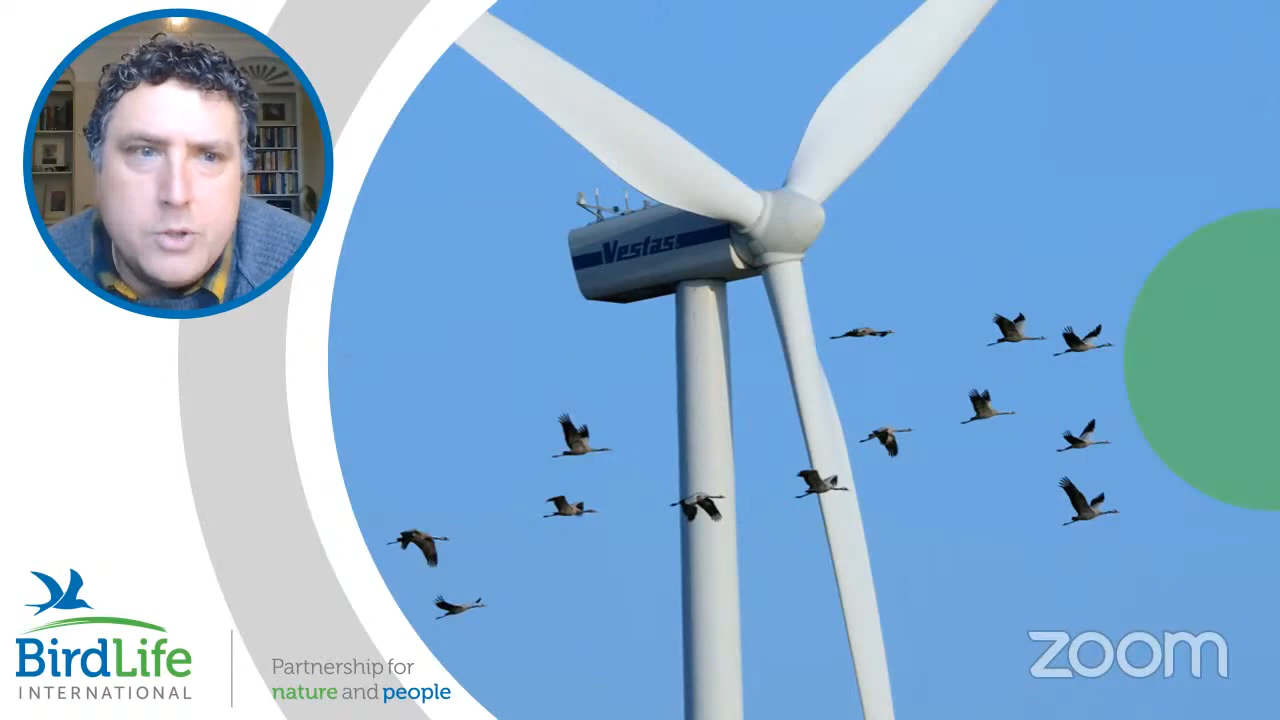 Vestas
BirdLife
INTERNATIONAL
Partnership for
nature and people
zoom